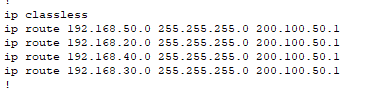 !
ip classless
ip route 192.168.50.0 255.255.255.0 200.100.50.1
ip route 192.168.20.0 255.255.255.0 200.100.50.1
ip route 192.168.40.0 255.255.255.0 200.100.50.1
ip route 192.168.30.0 255.255.255.0 200.100.50.1
!